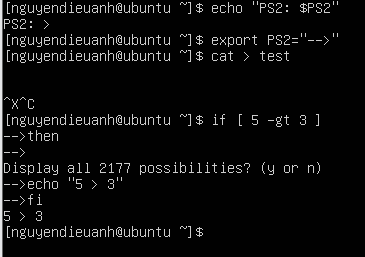 [nguyendieuanh@ubuntu ~]$ echo "PS2: $PS2"
PS2: >
[nguyendieuanh@ubuntu ~]$ export PS2="-->"
[nguyendieuanh@ubuntu ~]$ cat > test
^X^C
[nguyendieuanh@ubuntu ~]$ if [ 5 -gt 3 ]
-->then
-->
Display all 2177 possibilities? (y or n)
-->echo "5 > 3"
-->fi
5 > 3
[nguyendieuanh@ubuntu ~]$